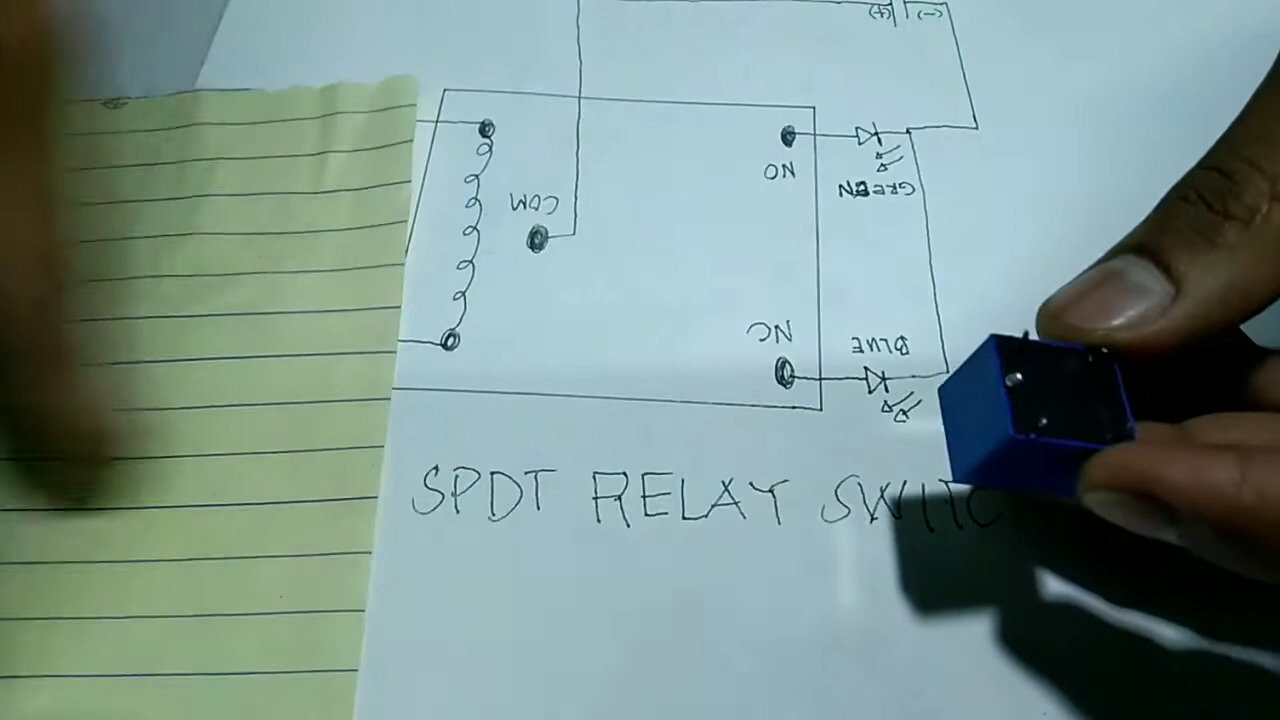 (+) (-)
NO
GREEN
COM
NC
BLUE
SPDT RELAY SWITC